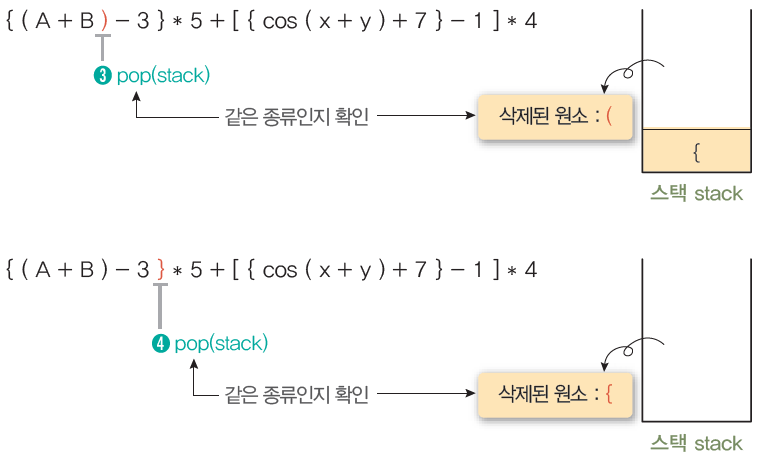 { ( A + B ) − 3 } * 5 + [ { cos ( x + y ) + 7 } − 1 ] * 4
❸ pop(stack)
같은 종류인지 확인
삭제된 원소 : (
{
스택 stack
{ ( A + B ) − 3 } * 5 + [ { cos ( x + y ) + 7 } − 1 ] * 4
❹ pop(stack)
같은 종류인지 확인
삭제된 원소 : {
스택 stack